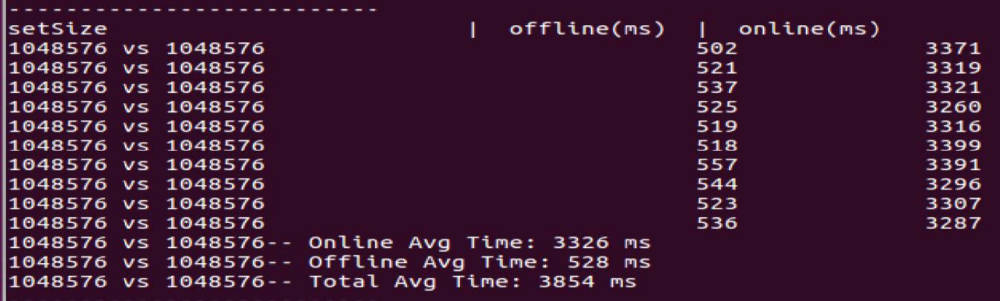 ---------------------------
setSize | offline(ms) | online(ms)
1048576 vs 1048576 502 3371
1048576 vs 1048576 521 3319
1048576 vs 1048576 537 3321
1048576 vs 1048576 525 3260
1048576 vs 1048576 519 3316
1048576 vs 1048576 518 3399
1048576 vs 1048576 557 3391
1048576 vs 1048576 544 3296
1048576 vs 1048576 523 3307
1048576 vs 1048576 536 3287
1048576 vs 1048576-- Online Avg Time: 3326 ms
1048576 vs 1048576-- Offline Avg Time: 528 ms
1048576 vs 1048576-- Total Avg Time: 3854 ms
---------------------------